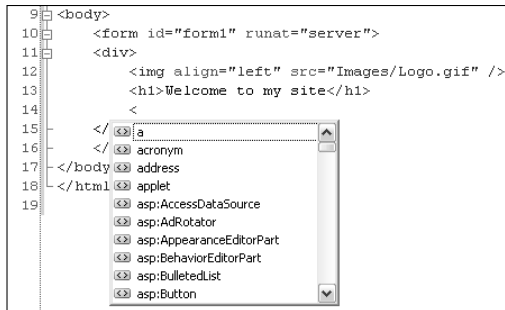 9 <body>
10 <form id="form1" runat="server">
11 <div>
12 <img align="left" src="Images/Logo.gif" />
13 <h1>Welcome to my site</h1>
14 <
15 </
16 </
17 </body
18 </html
19
a
acronym
address
applet
asp:AccessDataSource
asp:AdRotator
asp:AppearanceEditorPart
asp:BehaviorEditorPart
asp:BulletedList
asp:Button